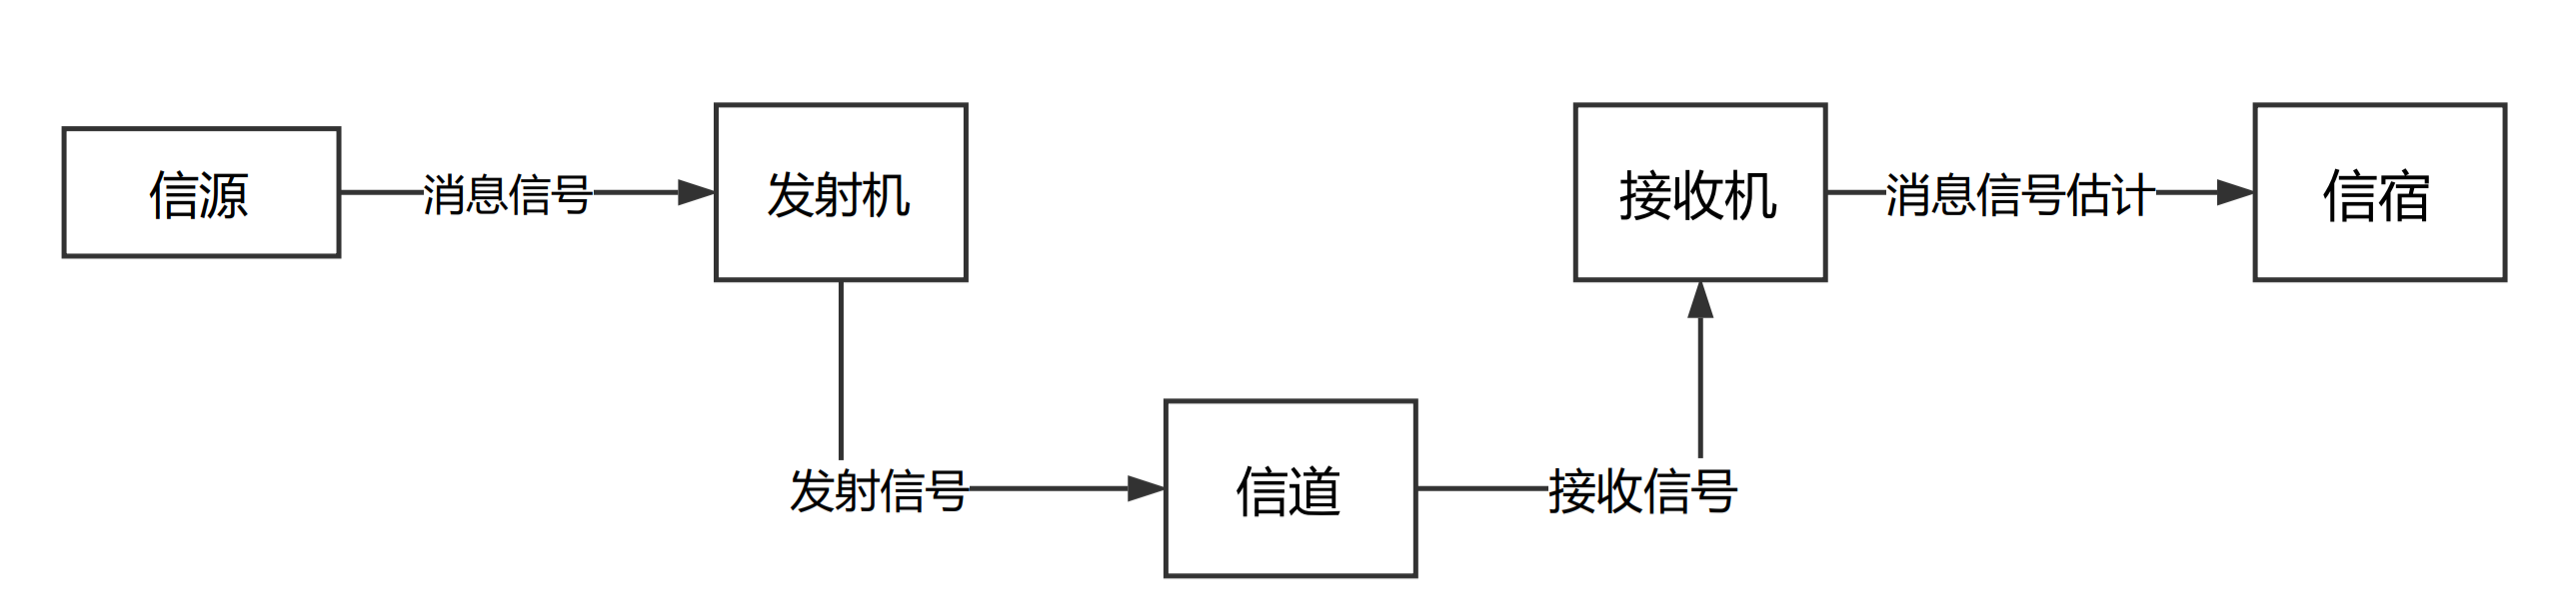 信源
消息信号
发射机
发射信号
信道
接收信号
接收机
消息信号估计
信宿